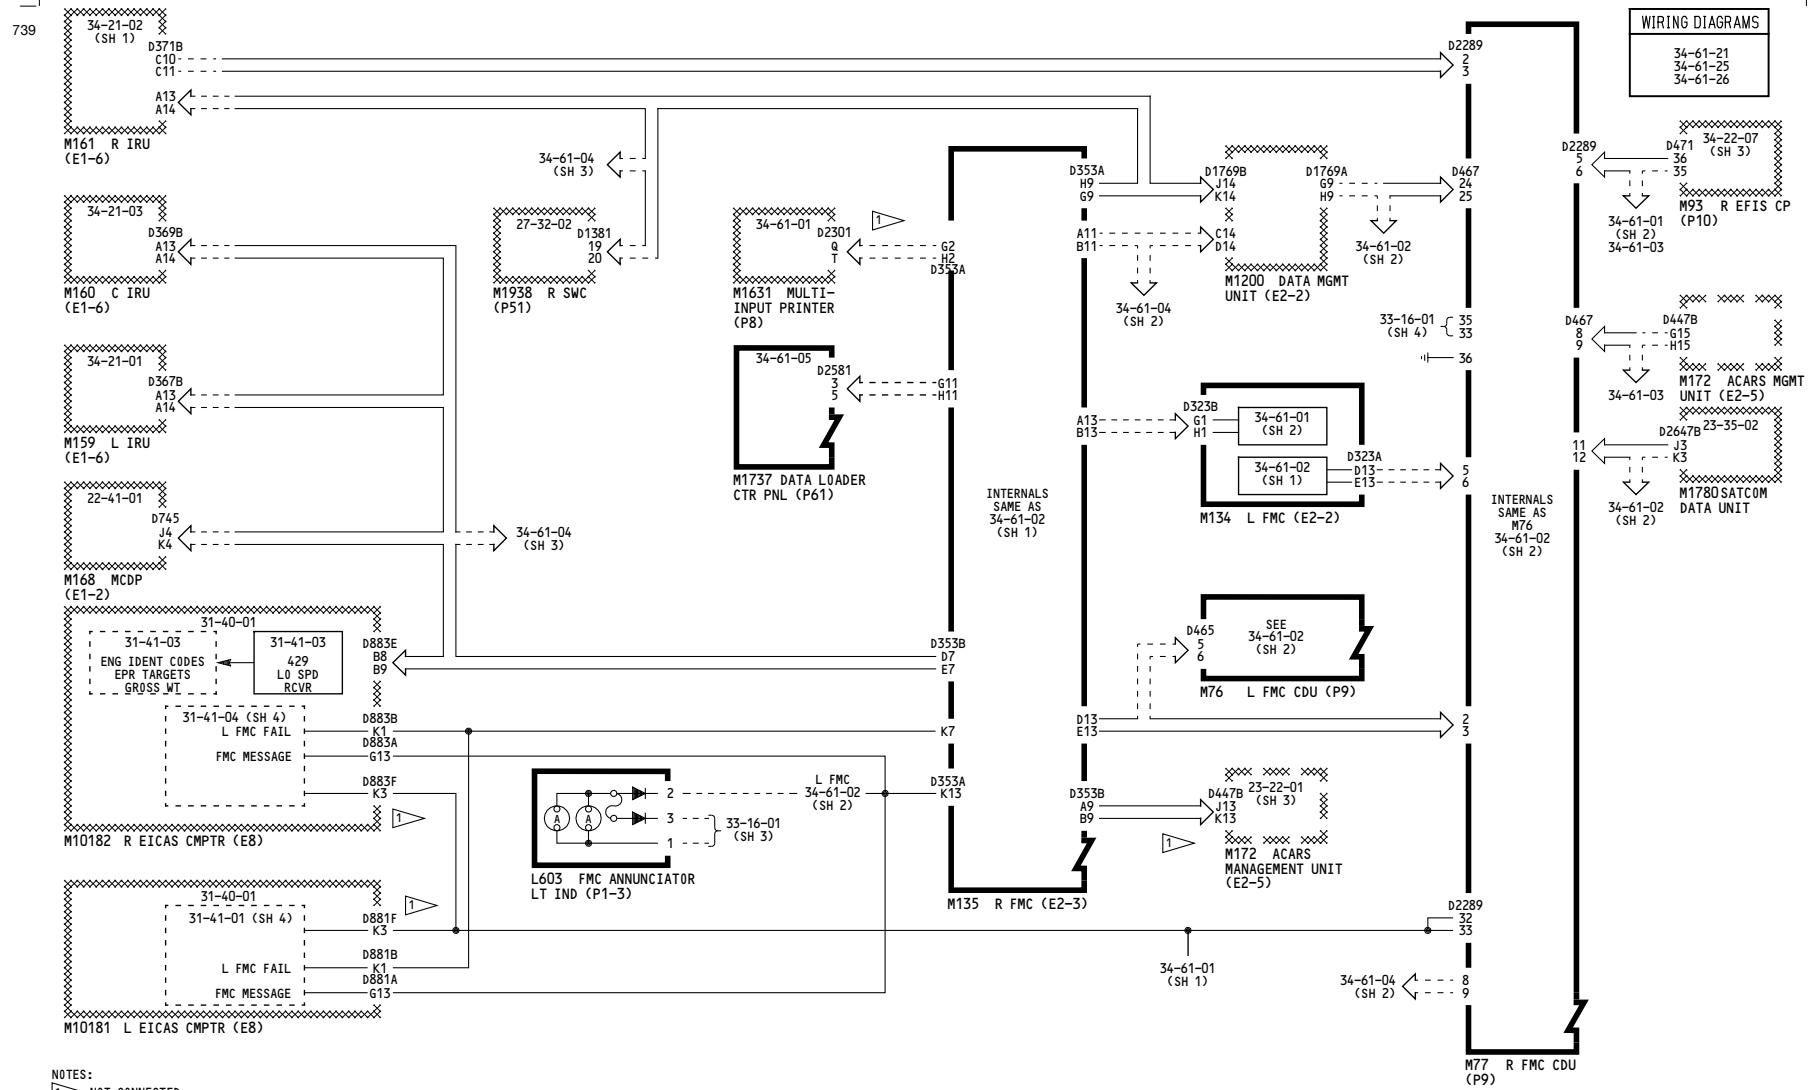 739
34-21-02
(SH 1)
D371B
C10
C11
A13
A14
M161 R IRU
(E1-6)
34-21-03
D369B
A13
A14
M160 C IRU
(E1-6)
34-21-01
D367B
A13
A14
M159 L IRU
(E1-6)
22-41-01
D745
J4
K4
M168 MCDP
(E1-2)
34-61-04
(SH 3)
31-40-01
31-41-03
ENG IDENT CODES
EPR TARGETS
GROSS WT
31-41-03
429
LO SPD
RCVR
D883E
B8
B9
31-41-04 (SH 4)
L FMC FAIL
FMC MESSAGE
D883B
K1
D883A
G13
D883F
K3
1
M10182 R EICAS CMPTR (E8)
31-40-01
31-41-01 (SH 4)
L FMC FAIL
FMC MESSAGE
D881F
K3
D881B
K1
D881A
G13
1
M10181 L EICAS CMPTR (E8)
34-61-04
(SH 3)
27-32-02
D1381
19
20
M1938 R SWC
(P51)
34-61-01
D2301
Q
T
M1631 MULTI-
INPUT PRINTER
(P8)
1
34-61-05
D2581
3
5
M1737 DATA LOADER
CTR PNL (P61)
2
3
1
L603 FMC ANNUNCIATOR
LT IND (P1-3)
A
A
33-16-01
(SH 3)
L FMC
34-61-02
(SH 2)
G2
H2
D353A
G11
H11
D353B
D7
E7
K7
D353A
K13
INTERNALS
SAME AS
34-61-02
(SH 1)
D353A
H9
G9
A11
B11
A13
B13
D13
E13
D353B
A9
B9
M135 R FMC (E2-3)
34-61-04
(SH 2)
D1769B
J14
K14
C14
D14
D1769A
G9
H9
M1200 DATA MGMT
UNIT (E2-2)
34-61-02
(SH 2)
D323B
G1
H1
34-61-01
(SH 2)
34-61-02
(SH 1)
D323A
D13
E13
M134 L FMC (E2-2)
D465
5
6
SEE
34-61-02
(SH 2)
M76 L FMC CDU (P9)
1
D447B
J13
K13
23-22-01
(SH 3)
M172 ACARS
MANAGEMENT UNIT
(E2-5)
34-61-01
(SH 1)
34-61-04
(SH 2)
D2289
2
3
D467
24
25
33-16-01
(SH 4)
35
33
36
5
6
2
3
D2289
32
33
8
9
INTERNALS
SAME AS
M76
34-61-02
(SH 2)
M77 R FMC CDU
(P9)
D2289
5
6
D467
8
9
11
12
WIRING DIAGRAMS
34-61-21
34-61-25
34-61-26
34-22-07
(SH 3)
D471
36
35
M93 R EFIS CP
(P10)
34-61-01
(SH 2)
34-61-03
D447B
G15
H15
M172 ACARS MGMT
UNIT (E2-5)
34-61-03
23-35-02
D2647B
J3
K3
M1780 SATCOM
DATA UNIT
34-61-02
(SH 2)
NOTES: